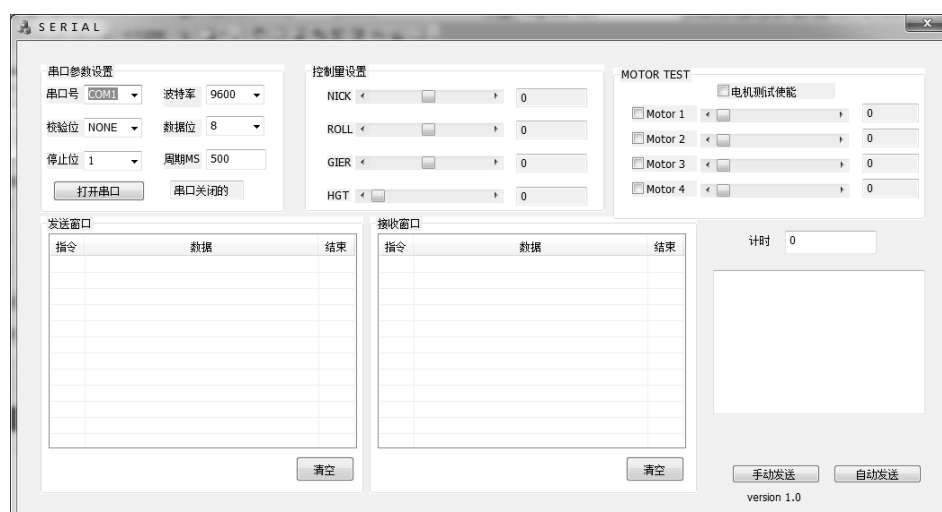 SERIAL
串口参数设置
串口号 COM1 波特率 9600
校验位 NONE 数据位 8
停止位 1 周期MS 500
打开串口 串口关闭的
控制量设置
NICK 0
ROLL 0
GIER 0
HGT 0
MOTOR TEST
电机测试使能
Motor 1 0
Motor 2 0
Motor 3 0
Motor 4 0
发送窗口
指令 数据 结束
清空
接收窗口
指令 数据 结束
清空
计时 0
手动发送 自动发送
version 1.0